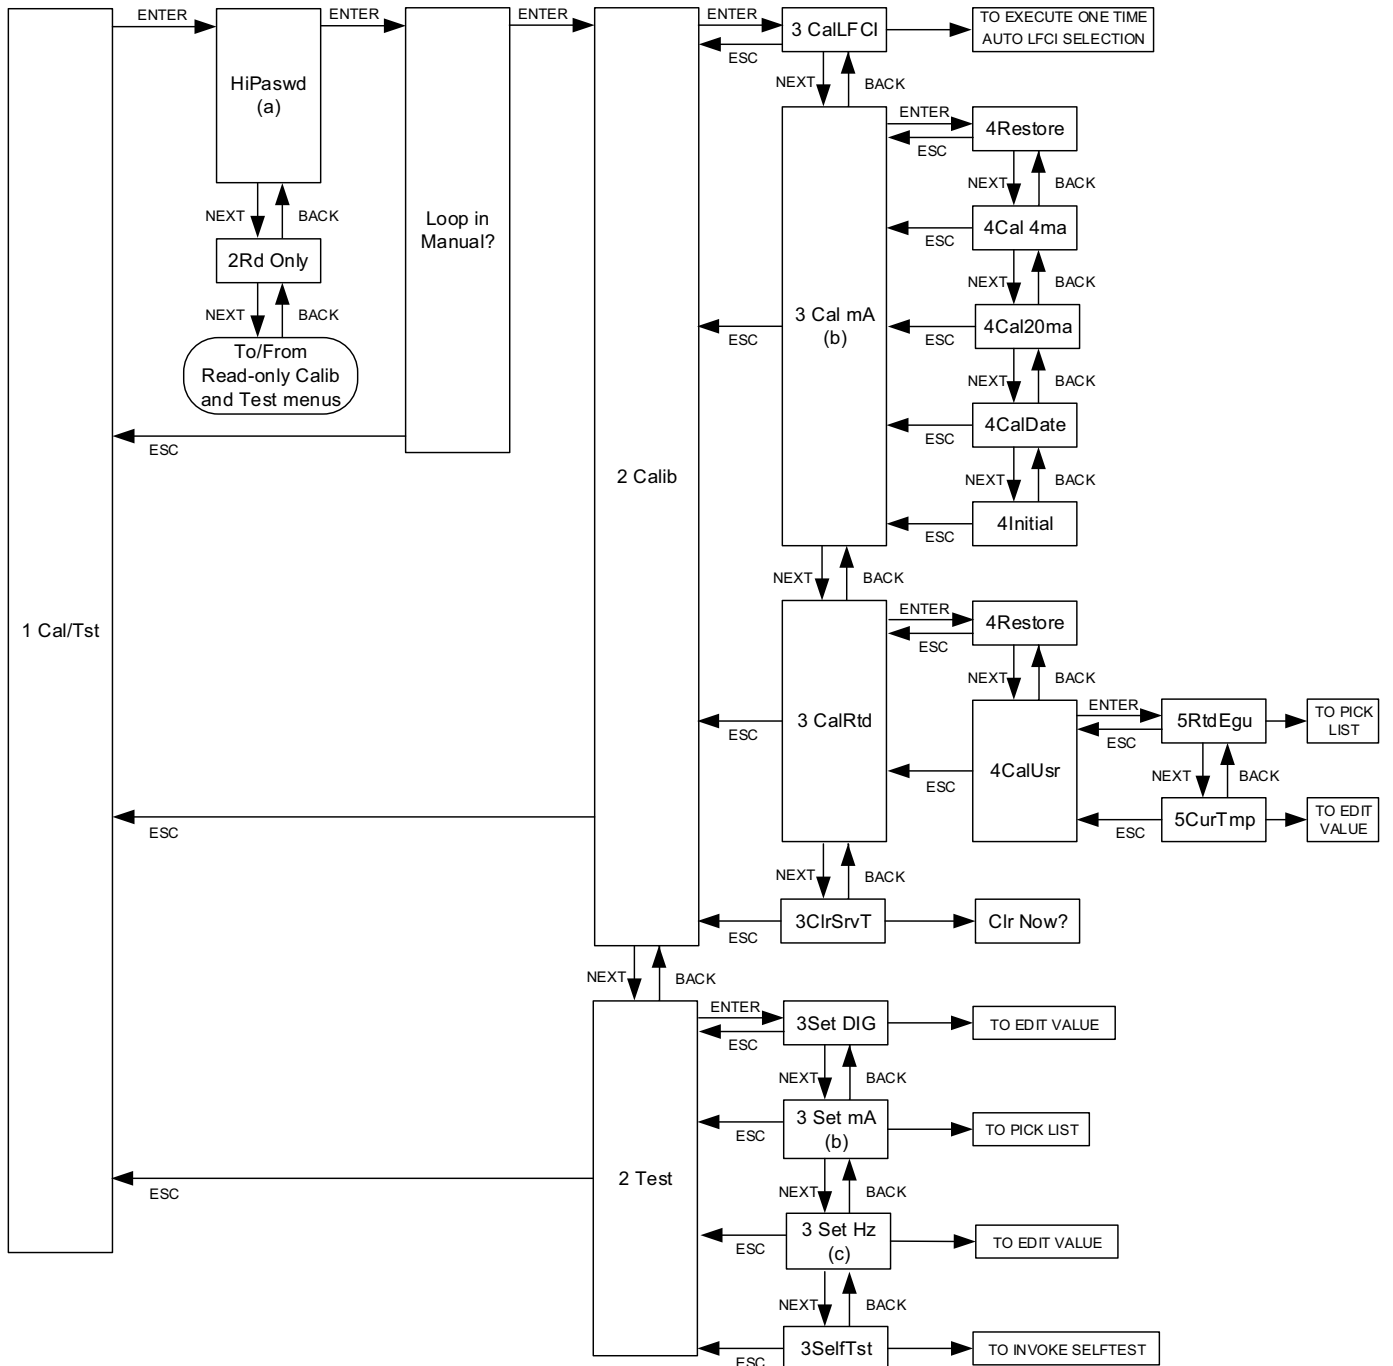 ENTER
ENTER
ENTER
ENTER
3 CalLFCI
TO EXECUTE ONE TIME
AUTO LFCI SELECTION
ESC
HiPaswd
(a)
NEXT
BACK
ENTER
4Restore
ESC
NEXT
BACK
NEXT
BACK
Loop in
Manual?
4Cal 4ma
ESC
2Rd Only
NEXT
BACK
NEXT
BACK
3 Cal mA
(b)
ESC
4Cal20ma
ESC
To/From
Read-only Calib
and Test menus
NEXT
BACK
4CalDate
ESC
ESC
2 Calib
NEXT
BACK
4Initial
ESC
NEXT
BACK
ENTER
4Restore
ESC
1 Cal/Tst
NEXT
BACK
3 CalRtd
ESC
ENTER
5RtdEgu
TO PICK
LIST
ESC
4CalUsr
ESC
NEXT
BACK
5CurTmp
TO EDIT
VALUE
ESC
ESC
NEXT
BACK
3ClrSrvT
Clr Now?
ESC
NEXT
BACK
ENTER
3Set DIG
TO EDIT VALUE
ESC
NEXT
BACK
3 Set mA
(b)
TO PICK LIST
ESC
2 Test
ESC
NEXT
BACK
3 Set Hz
(c)
TO EDIT VALUE
ESC
NEXT
BACK
3SelfTst
TO INVOKE SELFTEST
ESC